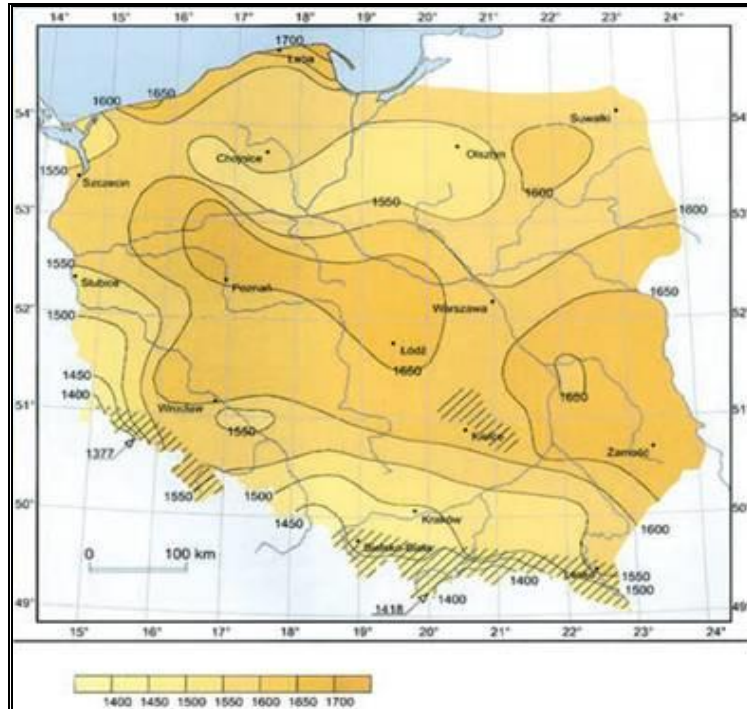 14° 15° 16° 17° 18° 19° 20° 21° 22° 23° 24°
1700
Łeba
1650
1600
54°
Suwałki
54°
Chojnice
Olsztyn
1550
Szczecin
1600
1550
53°
1600
53°
1550
Słubice
1650
Poznań
Warszawa
52°
52°
1500
Łódź
1650
1450
1650
1400
51°
Wrocław
51°
1550
Kielce
Zamość
1377
1550
1500
50°
1450
Kraków
1600
50°
0 100 km
Bielsko-Biała
Lesko
1550
1400
1500
49°
1418
1400
49°
15° 16° 17° 18° 19° 20° 21° 22° 23° 24°
1400 1450 1500 1550 1600 1650 1700